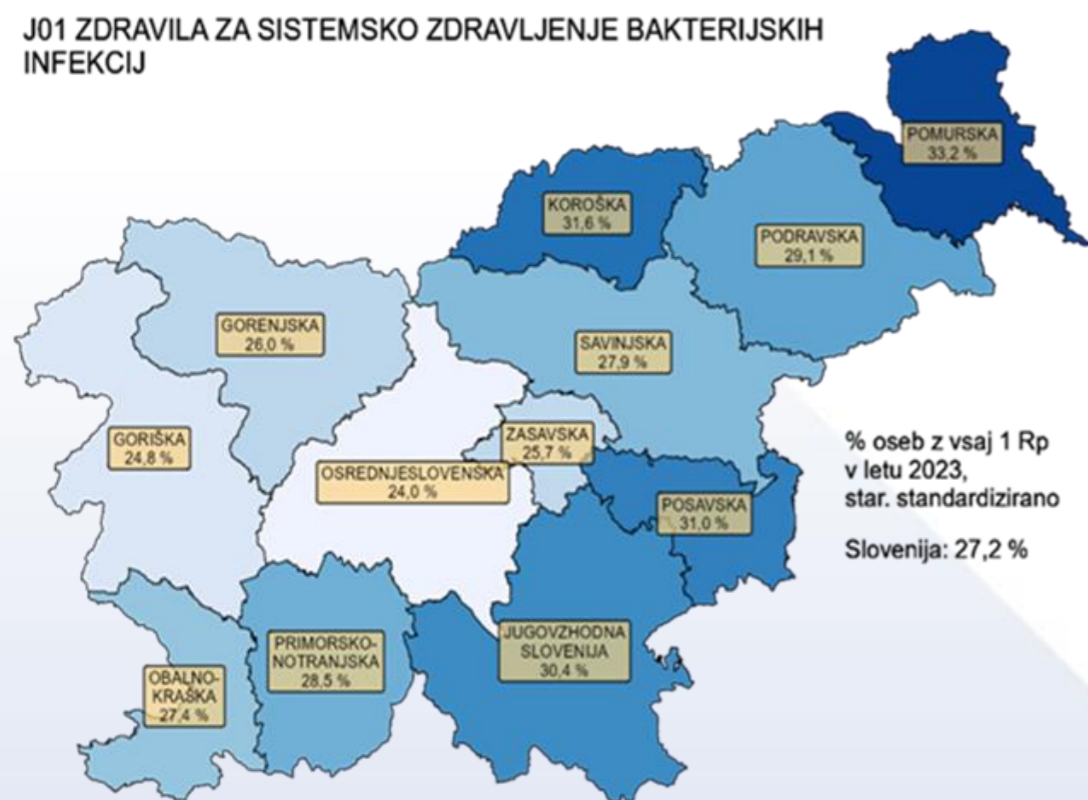 J01 ZDRAVILA ZA SISTEMSKO ZDRAVLJENJE BAKTERIJSKIH
INFEKCIJ
POMURSKA
33,2 %
KOROŠKA
31,6 %
PODRAVSKA
29,1 %
GORENJSKA
26,0 %
SAVINJSKA
27,9 %
GORIŠKA
24,8 %
ZASAVSKA
25,7 %
OSREDNJESLOVENSKA
24,0 %
POSAVSKA
31,0 %
% oseb z vsaj 1 Rp
v letu 2023,
star. standardizirano
Slovenija: 27,2 %
JUGOVZHODNA
SLOVENIJA
30,4 %
PRIMORSKO-
NOTRANJSKA
28,5 %
OBALNO-
KRAŠKA
27,4 %